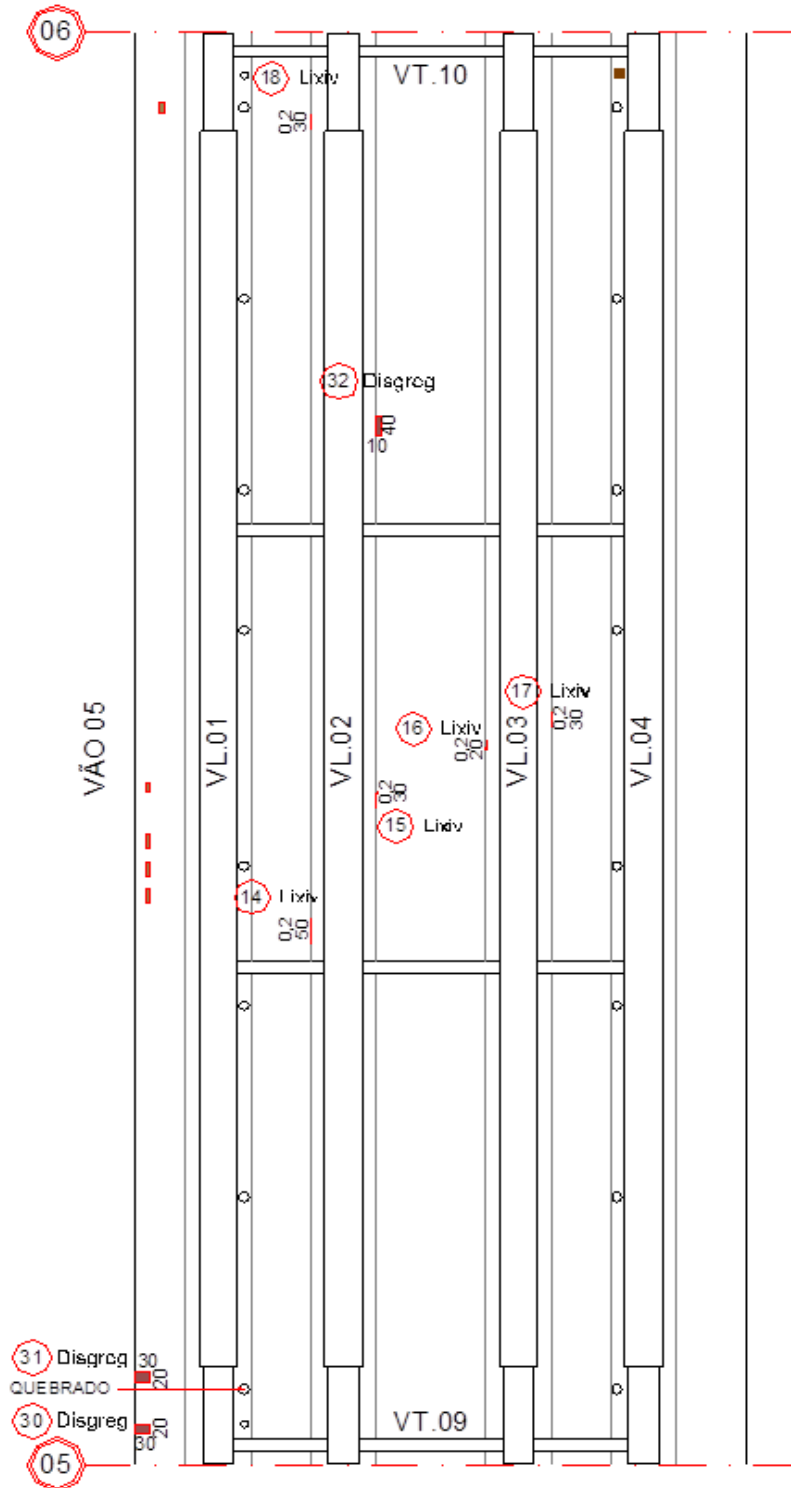 06
18 Lixiv
VT.10
0.2
30
32 Disgreg
40
10
VÃO 05
VL.01
VL.02
VL.03
VL.04
17 Lixiv
0.2
30
16 Lixiv
0.2
20
0.2
30
15 Lixiv
14 Lixiv
0.2
50
31 Disgreg 30
20
QUEBRADO
30 Disgreg 20
30
VT.09
05